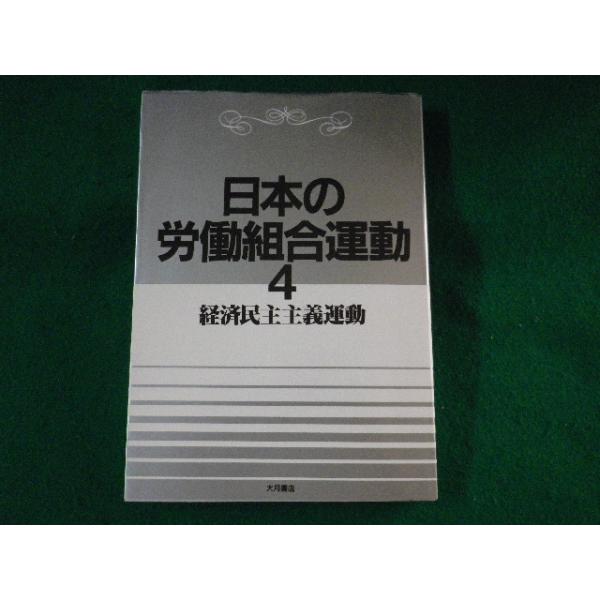 日本の
労働組合運動
4
経済民主主義運動
大月書店